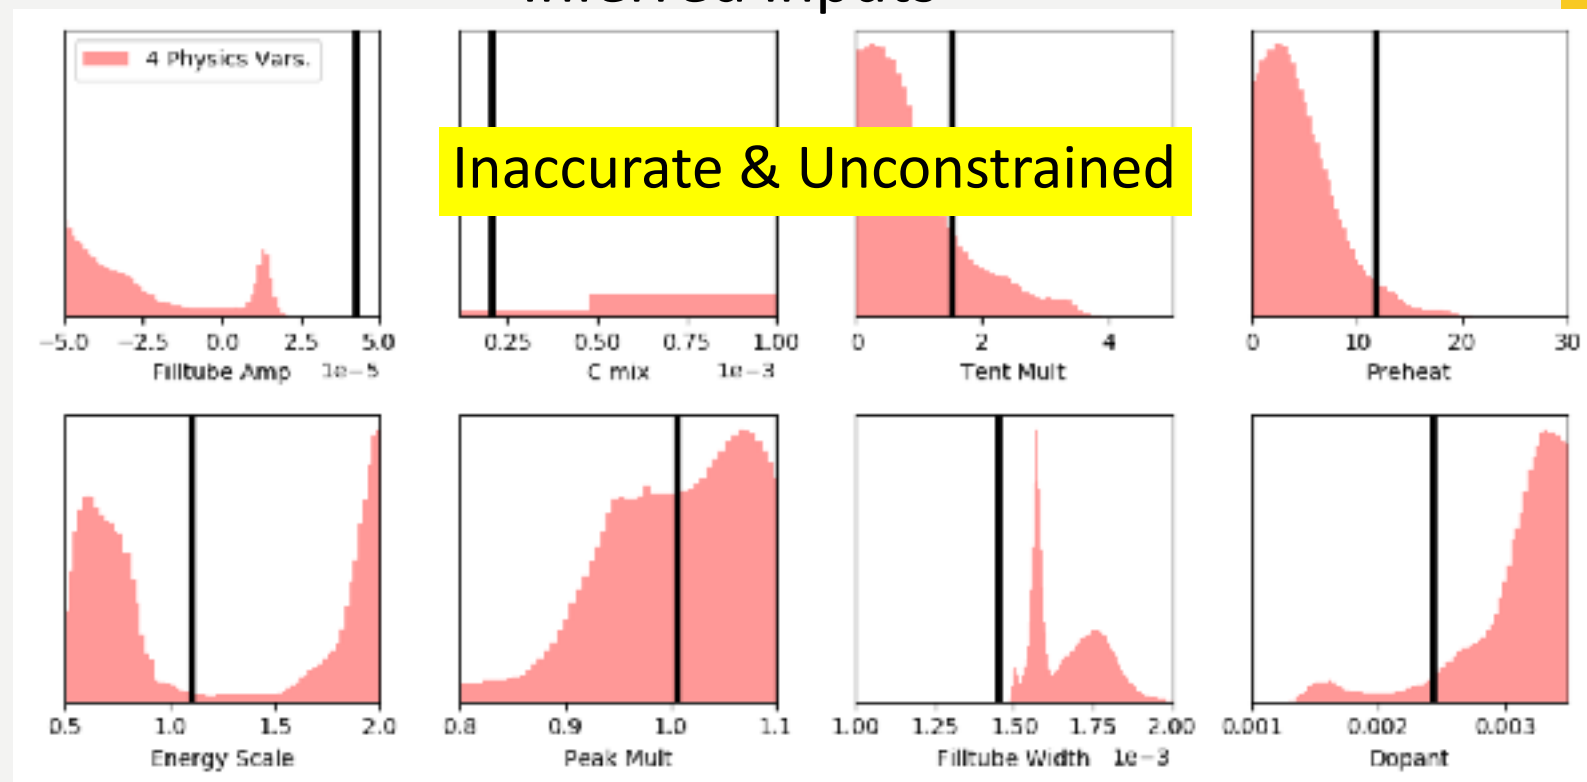 Inferred Inputs
4 Physics Vars.
Inaccurate & Unconstrained
−5.0 −2.5 0.0 2.5 5.0
Filltube Amp 1e−5
0.25 0.50 0.75 1.00
C mix 1e−3
0 2 4
Tent Mult
0 10 20 30
Preheat
0.5 1.0 1.5 2.0
Energy Scale
0.8 0.9 1.0 1.1
Peak Mult
1.00 1.25 1.50 1.75 2.00
Filltube Width 1e−3
0.001 0.002 0.003
Dopant